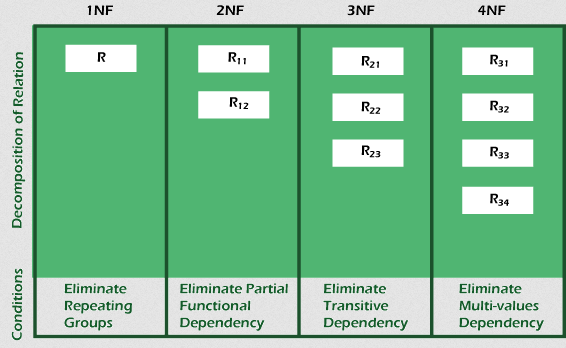 1NF 2NF 3NF 4NF
Decomposition of Relation
R R₁₁ R₂₁ R₃₁
R₁₂ R₂₂ R₃₂
R₂₃ R₃₃
R₃₄
Conditions
Eliminate Eliminate Partial Eliminate Eliminate
Repeating Functional Transitive Multi-values
Groups Dependency Dependency Dependency